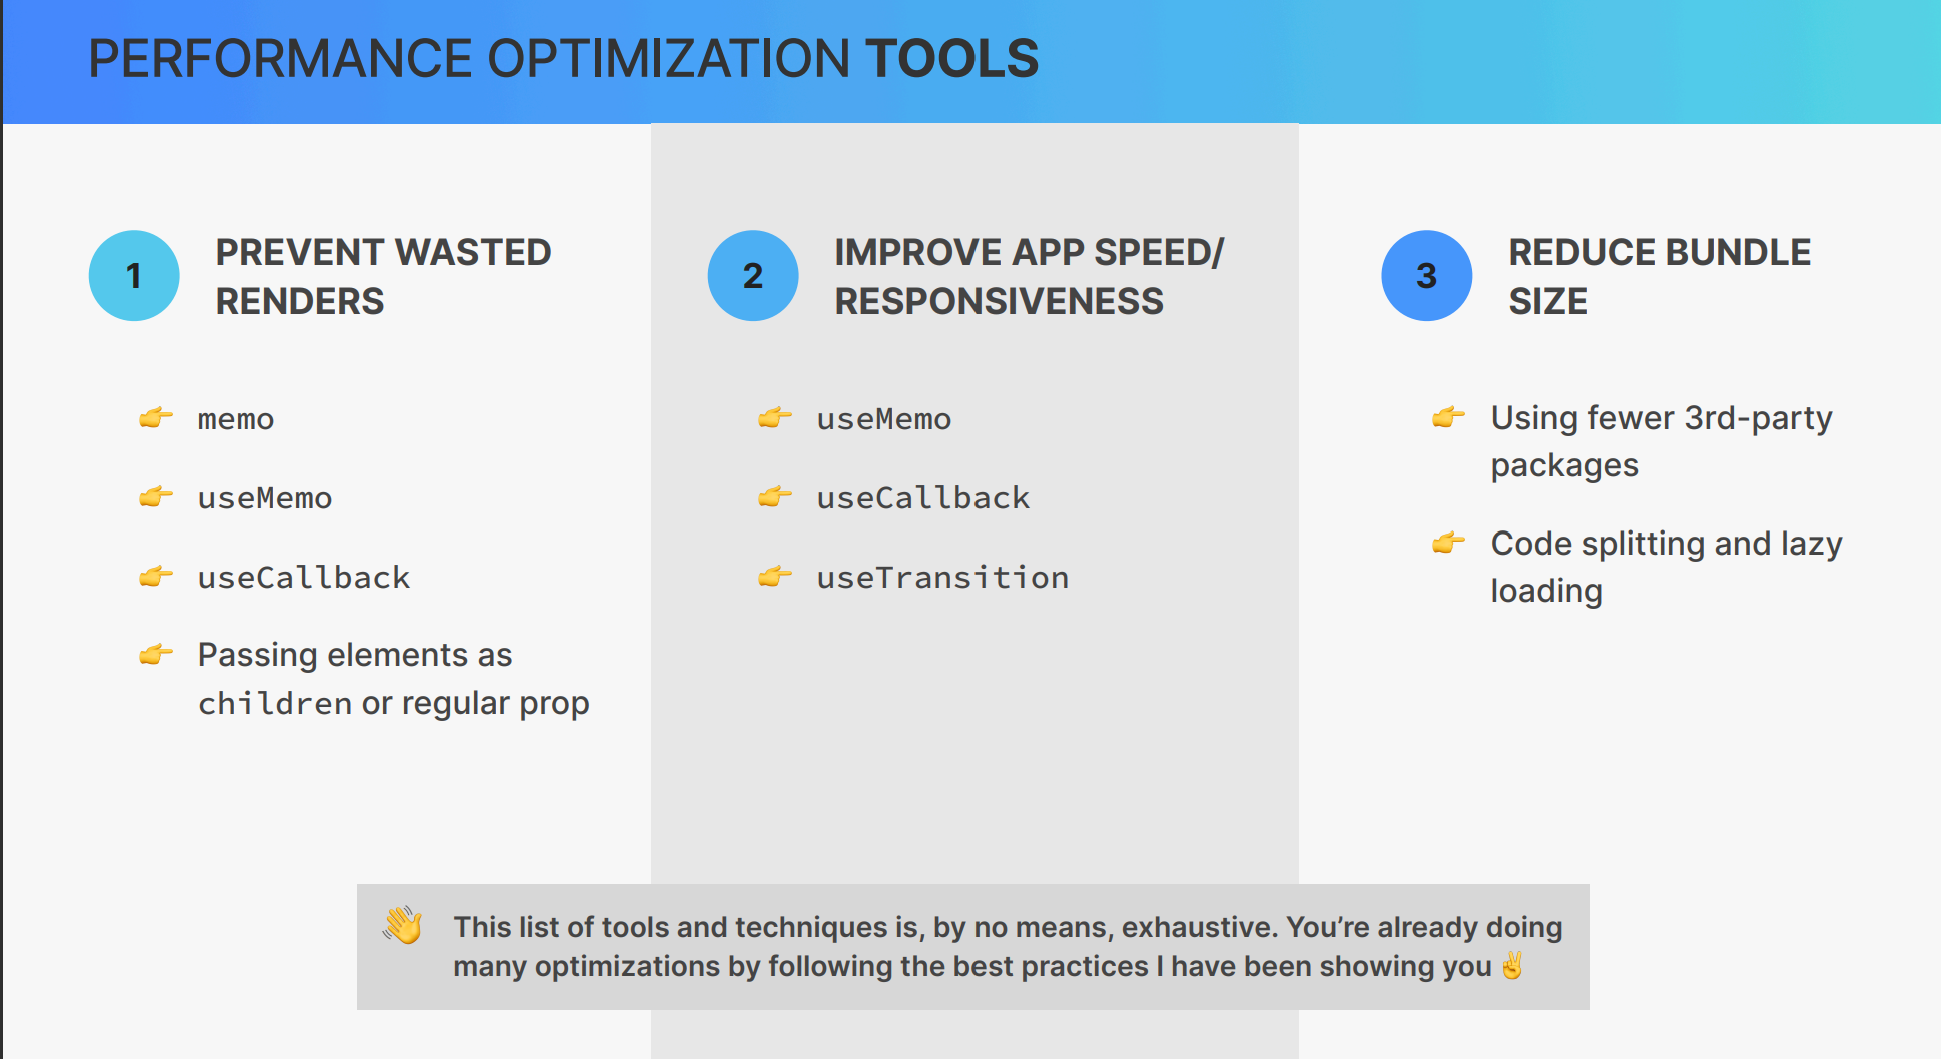 PERFORMANCE OPTIMIZATION TOOLS
1
PREVENT WASTED
RENDERS
👉 memo
👉 useMemo
👉 useCallback
👉 Passing elements as
children or regular prop
2
IMPROVE APP SPEED/
RESPONSIVENESS
👉 useMemo
👉 useCallback
👉 useTransition
3
REDUCE BUNDLE
SIZE
👉 Using fewer 3rd-party
packages
👉 Code splitting and lazy
loading
👋 This list of tools and techniques is, by no means, exhaustive. You’re already doing
many optimizations by following the best practices I have been showing you ✌️